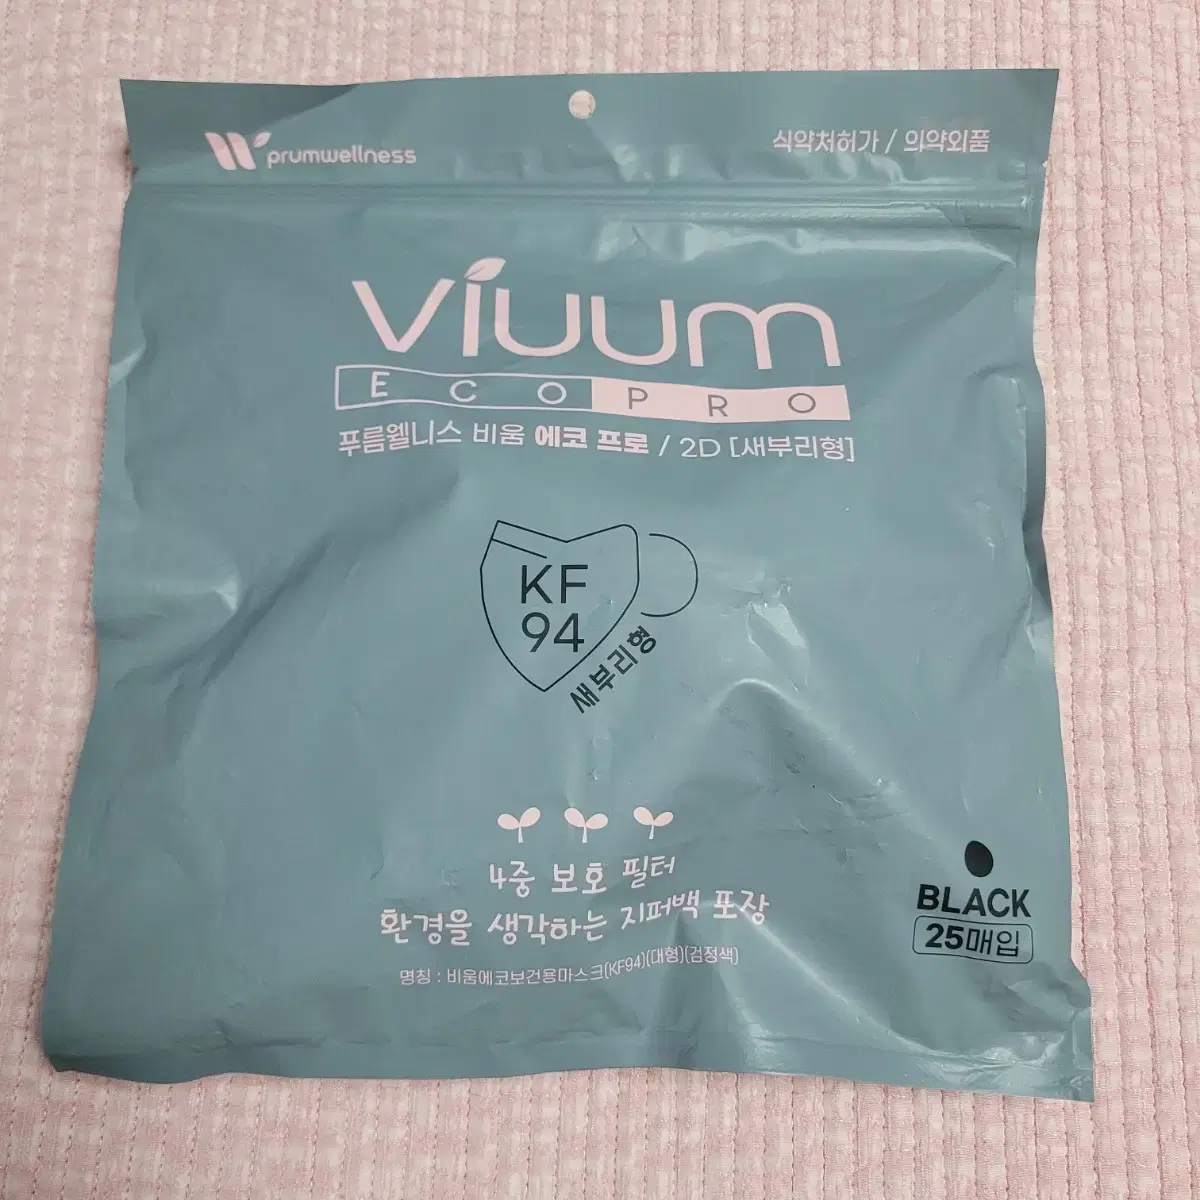 prumwellness
식약처허가 / 의약외품
viuum
ECOPRO
푸름웰니스 비움 에코 프로 / 2D [새부리형]
KF
94
새부리형
4중 보호 필터
환경을 생각하는 지퍼백 포장
명칭 : 비움에코보건용마스크(KF94)(대형)(검정색)
BLACK
25매입